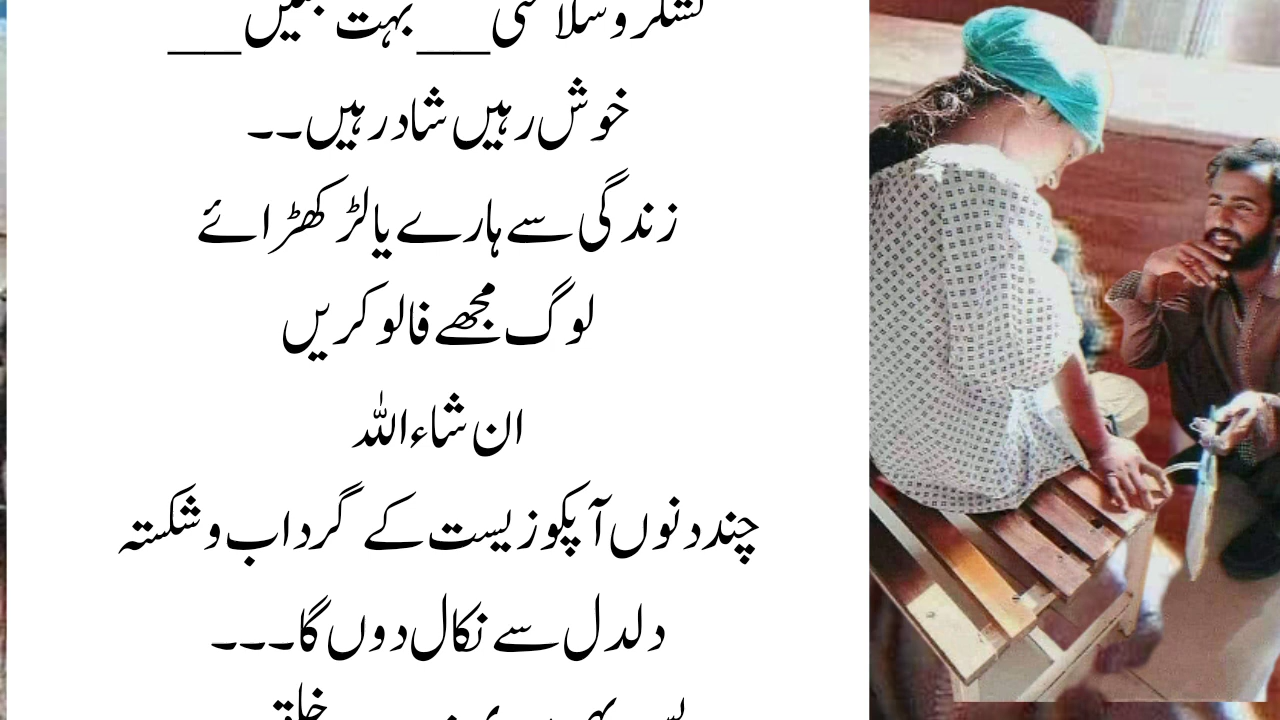 بہت
خوش رہیں شاد رہیں۔۔
زندگی سے ہارے یا لڑکھڑائے
لوگ مجھے فالو کریں
ان شاءاللہ
چند دنوں آپکو زیست کے گرداب و شکستہ
دلدل سے نکال دوں گا۔۔۔